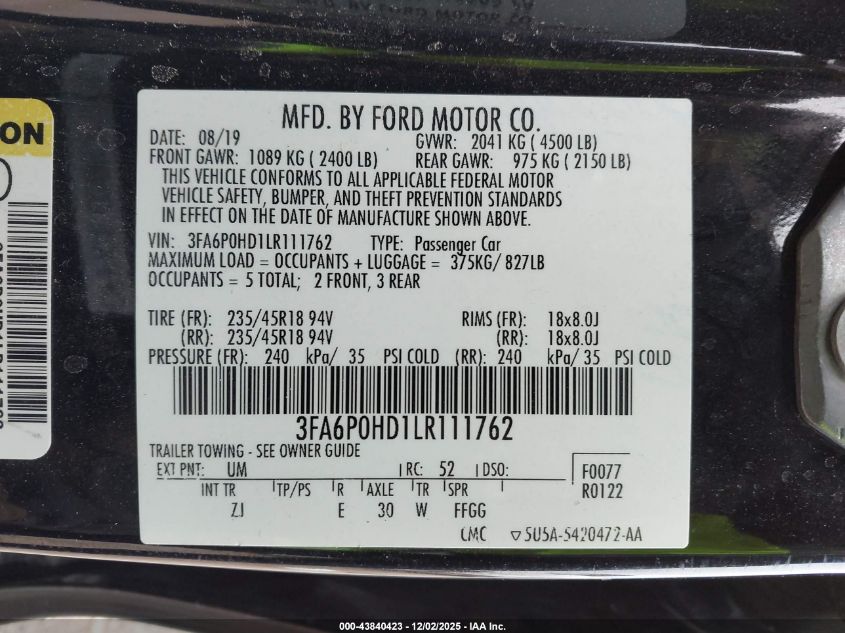 MFD. BY FORD MOTOR CO.
DATE: 08/19 GVWR: 2041 KG ( 4500 LB)
FRONT GAWR: 1089 KG ( 2400 LB) REAR GAWR: 975 KG ( 2150 LB)
THIS VEHICLE CONFORMS TO ALL APPLICABLE FEDERAL MOTOR
VEHICLE SAFETY, BUMPER, AND THEFT PREVENTION STANDARDS
IN EFFECT ON THE DATE OF MANUFACTURE SHOWN ABOVE.
VIN: 3FA6P0HD1LR111762 TYPE: Passenger Car
MAXIMUM LOAD = OCCUPANTS + LUGGAGE = 375KG/ 827LB
OCCUPANTS = 5 TOTAL; 2 FRONT, 3 REAR
TIRE (FR): 235/45R18 94V RIMS (FR): 18x8.0J
(RR): 235/45R18 94V (RR): 18x8.0J
PRESSURE (FR): 240 kPa/ 35 PSI COLD (RR): 240 kPa/ 35 PSI COLD
3FA6P0HD1LR111762
TRAILER TOWING - SEE OWNER GUIDE
EXT PNT: UM RC: 52 DSO: F0077
INT TR TP/PS R AXLE TR SPR R0122
ZJ E 30 W FFGG
CMC ▽5U5A-5420472-AA
ON
000-43840423 - 12/02/2025 - IAA Inc.